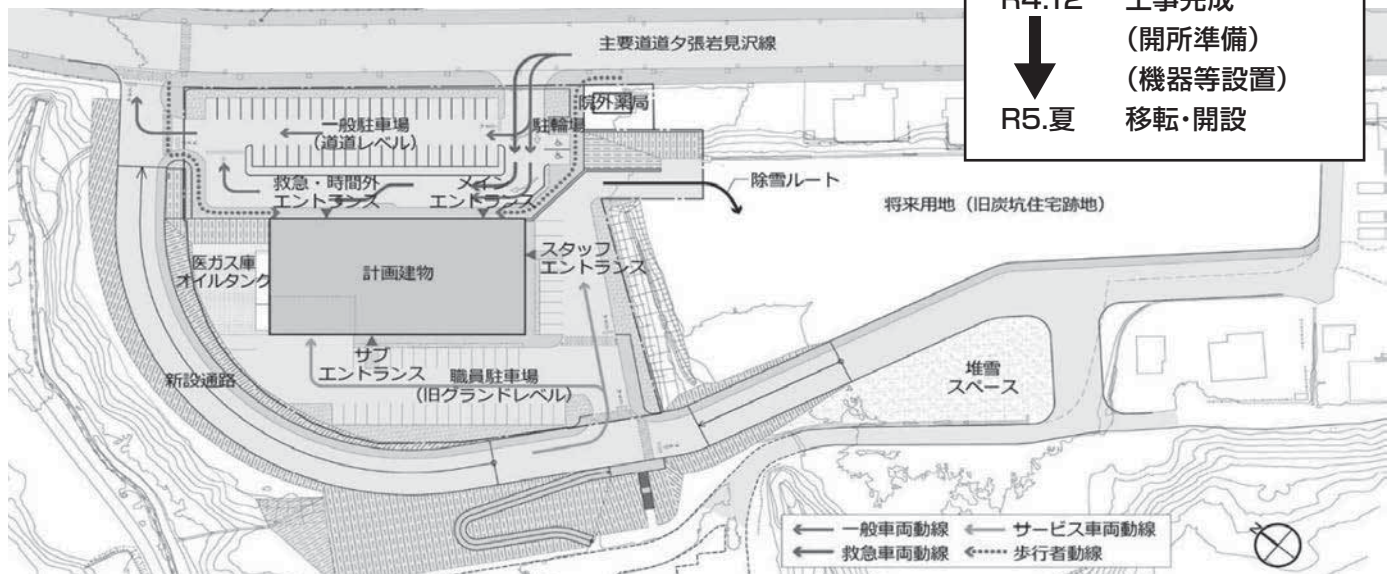 R4.12 工事完成
(開所準備)
(機器等設置)
R5.夏 移転・開設
主要道道夕張岩見沢線
院外薬局
一般駐車場
(道道レベル)
駐輪場
救急・時間外
エントランス
メイン
エントランス
除雪ルート
将来用地(旧炭坑住宅跡地)
医ガス庫
オイルタンク
計画建物
スタッフ
エントランス
サブ
エントランス
新設通路
職員駐車場
(旧グランドレベル)
堆雪
スペース
一般車両動線
サービス車両動線
救急車両動線
歩行者動線
N